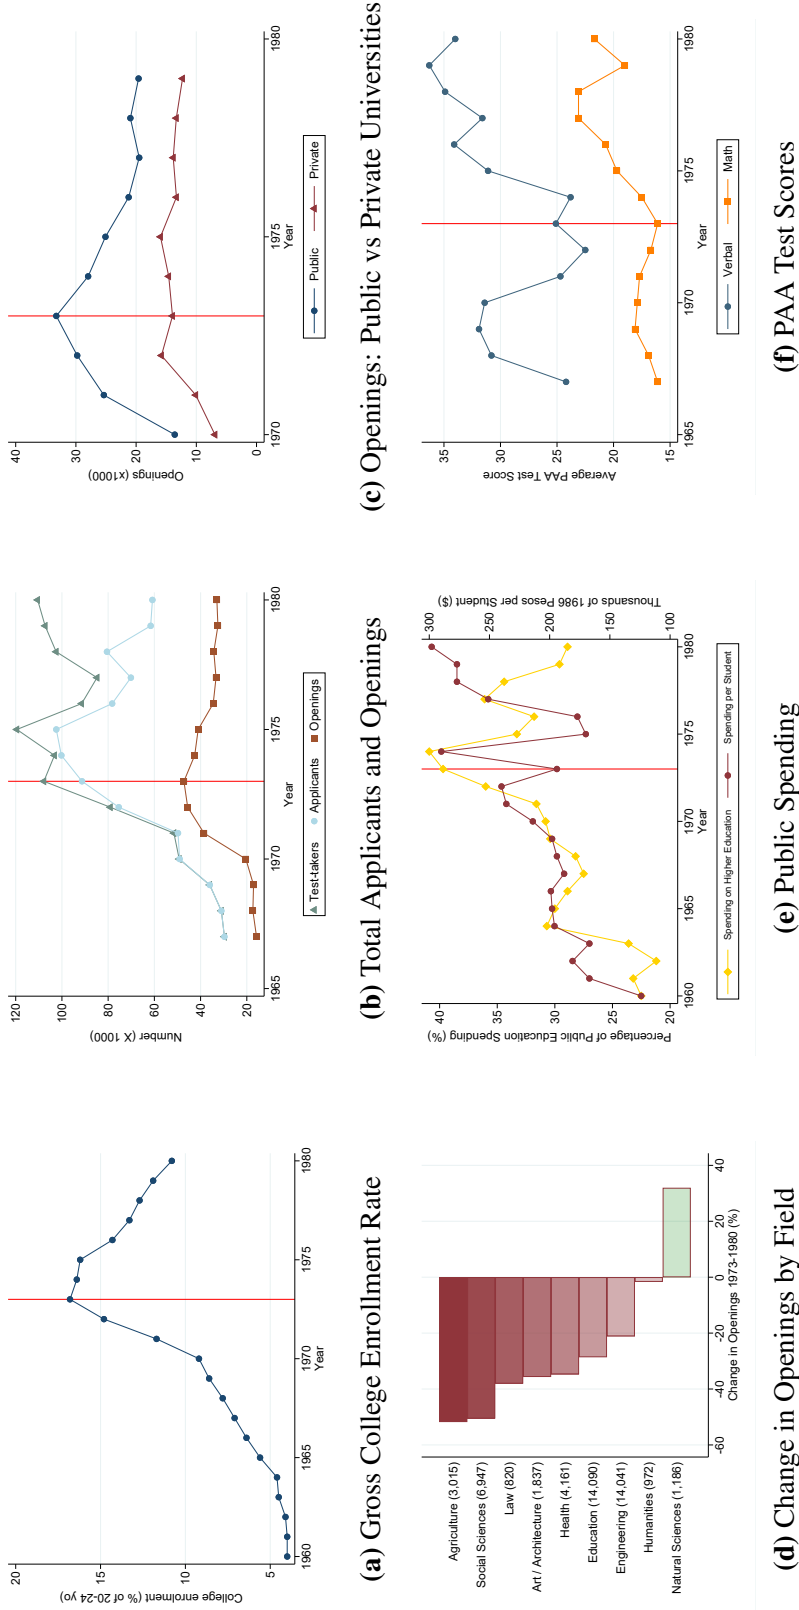 College enrolment (% of 20-24 yo)
20
15
10
5
1960
1965
1970
1975
1980
Year
(a) Gross College Enrollment Rate
Number (X 1000)
120
100
80
60
40
20
1965
1970
1975
1980
Year
Test-takers
Applicants
Openings
(b) Total Applicants and Openings
Openings (x1000)
40
30
20
10
0
1970
1975
1980
Year
Public
Private
(c) Openings: Public vs Private Universities
Agriculture (3,015)
Social Sciences (6,947)
Law (820)
Art / Architecture (1,837)
Health (4,161)
Education (14,090)
Engineering (14,041)
Humanities (972)
Natural Sciences (1,186)
-60
-40
-20
0
20
40
Change in Openings 1973-1980 (%)
(d) Change in Openings by Field
Percentage of Public Education Spending (%)
40
35
30
25
20
Thousands of 1986 Pesos per Student ($)
300
250
200
150
100
1960
1965
1970
1975
1980
Year
Spending on Higher Education
Spending per Student
(e) Public Spending
Average PAA Test Score
35
30
25
20
15
1965
1970
1975
1980
Year
Verbal
Math
(f) PAA Test Scores